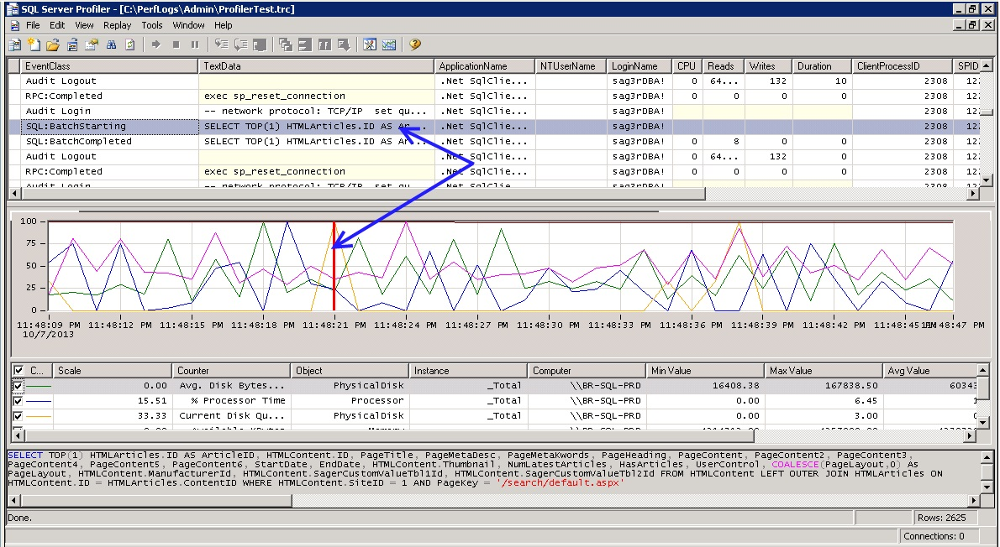 SQL Server Profiler - [C:\PerfLogs\Admin\ProfilerTest.trc]
File Edit View Replay Tools Window Help
EventClass TextData ApplicationName NTUserName LoginName CPU Reads Writes Duration ClientProcessID SPID
Audit Logout .Net SqlClie... sag3rDBA! 0 64... 132 10 2308 12
RPC:Completed exec sp_reset_connection .Net SqlClie... sag3rDBA! 0 0 0 0 2308 12
Audit Login -- network protocol: TCP/IP set qu... .Net SqlClie... sag3rDBA! 2308 12
SQL:BatchStarting SELECT TOP(1) HTMLArticles.ID AS Ar... .Net SqlClie... sag3rDBA! 2308 12
SQL:BatchCompleted SELECT TOP(1) HTMLArticles.ID AS Ar... .Net SqlClie... sag3rDBA! 0 8 0 0 2308 12
Audit Logout .Net SqlClie... sag3rDBA! 0 64... 132 0 2308 12
RPC:Completed exec sp_reset_connection .Net SqlClie... sag3rDBA! 0 0 0 0 2308 12
Audit Login -- network protocol: TCP/IP set qu... .Net SqlClie... sag3rDBA! 2308 12
100
75
50
25
0
11:48:09 PM 11:48:12 PM 11:48:15 PM 11:48:18 PM 11:48:21 PM 11:48:24 PM 11:48:27 PM 11:48:30 PM 11:48:33 PM 11:48:36 PM 11:48:39 PM 11:48:42 PM 11:48:45 11:48:47 PM
10/7/2013
C... Scale Counter Object Instance Computer Min Value Max Value Avg Value
0.00 Avg. Disk Bytes... PhysicalDisk _Total \\BR-SQL-PRD 16408.38 167838.50 60343
15.51 % Processor Time Processor _Total \\BR-SQL-PRD 0.00 6.45 1
33.33 Current Disk Qu... PhysicalDisk _Total \\BR-SQL-PRD 0.00 3.00
0.00 Available KBytes Memory \\BR-SQL-PRD
SELECT TOP(1) HTMLArticles.ID AS ArticleID, HTMLContent.ID, PageTitle, PageMetaDesc, PageMetaKwords, PageHeading, PageContent, PageContent2, PageContent3,
PageContent4, PageContent5, PageContent6, StartDate, EndDate, HTMLContent.Thumbnail, NumLatestArticles, HasArticles, UserControl, COALESCE(PageLayout,0) As
PageLayout, HTMLContent.ManufacturerId, HTMLContent.SagerCustomValueTbl1Id, HTMLContent.SagerCustomValueTbl2Id FROM HTMLContent LEFT OUTER JOIN HTMLArticles ON
HTMLContent.ID = HTMLArticles.ContentID WHERE HTMLContent.SiteID = 1 AND PageKey = '/search/default.aspx'
Done.
Rows: 2625
Connections: 0